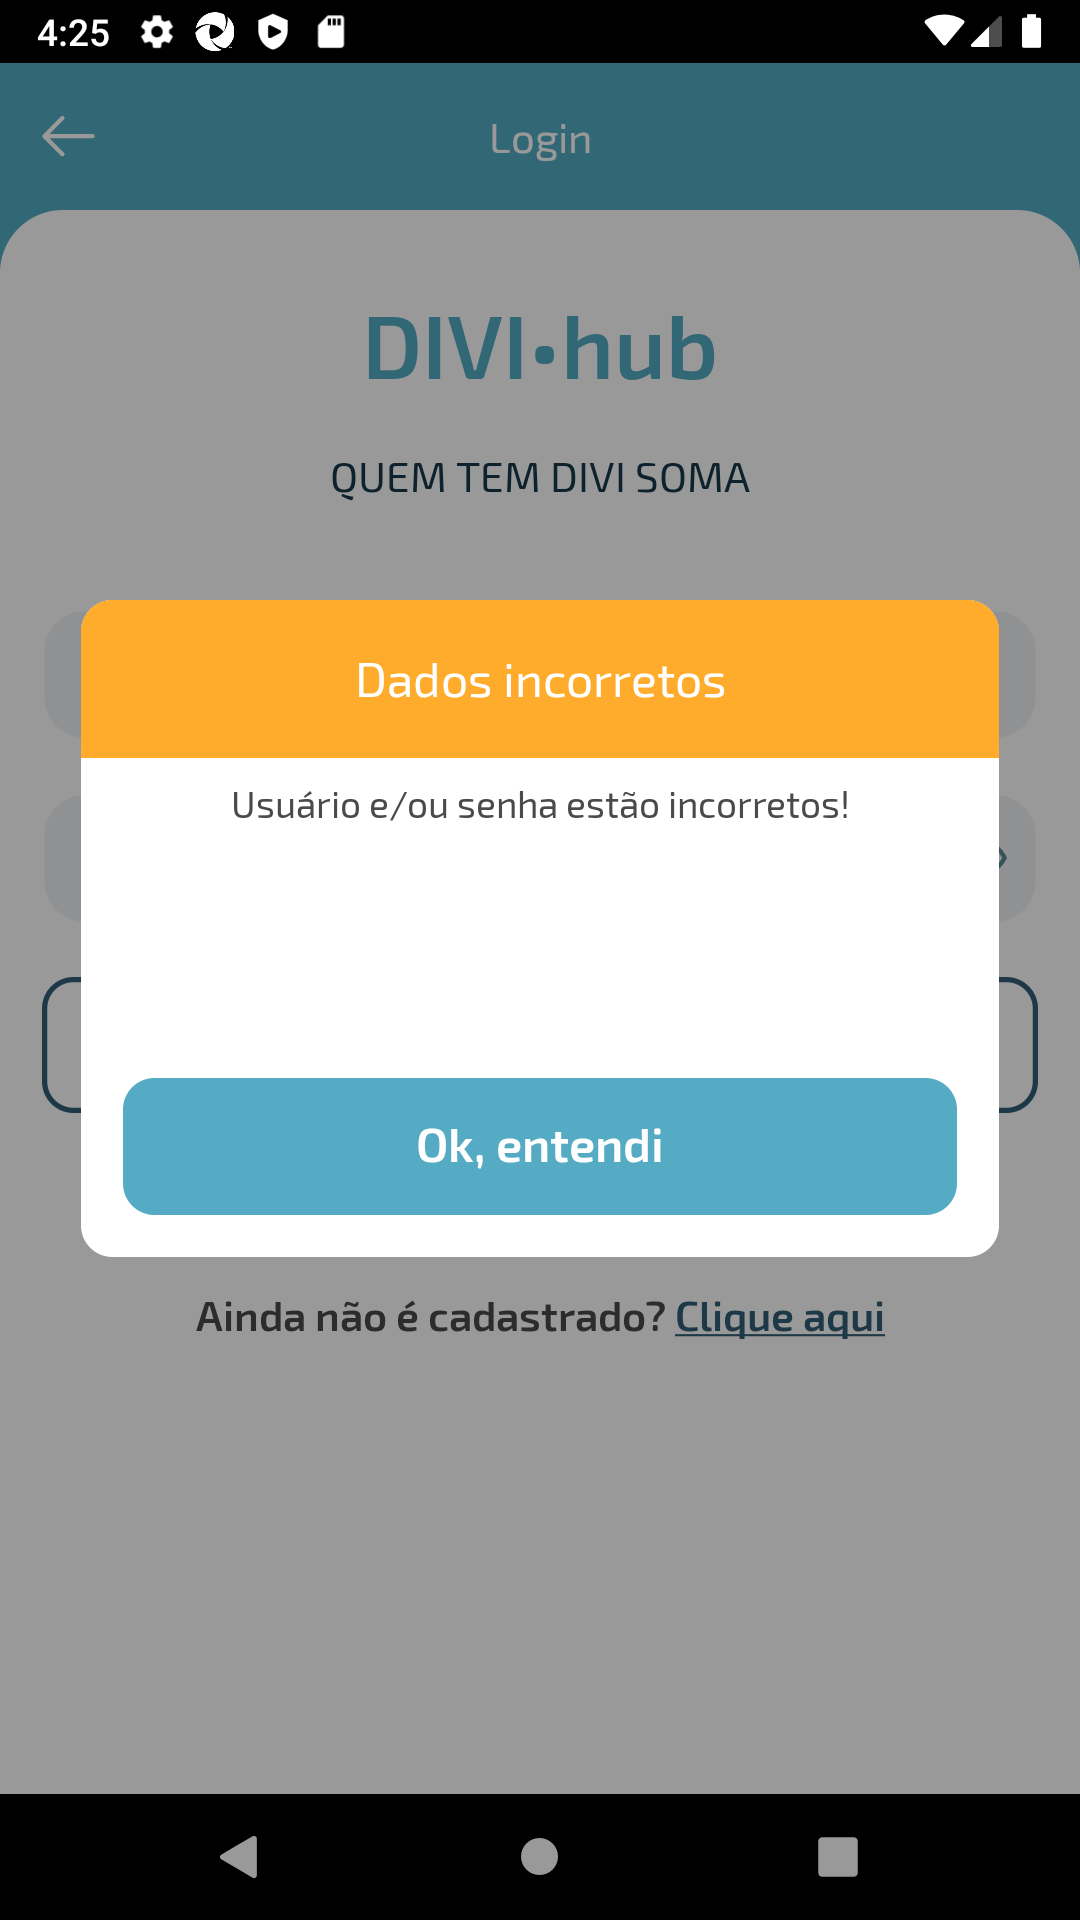 4:25
Login
DIVI•hub
QUEM TEM DIVI SOMA
Dados incorretos
Usuário e/ou senha estão incorretos!
Ok, entendi
Ainda não é cadastrado? Clique aqui